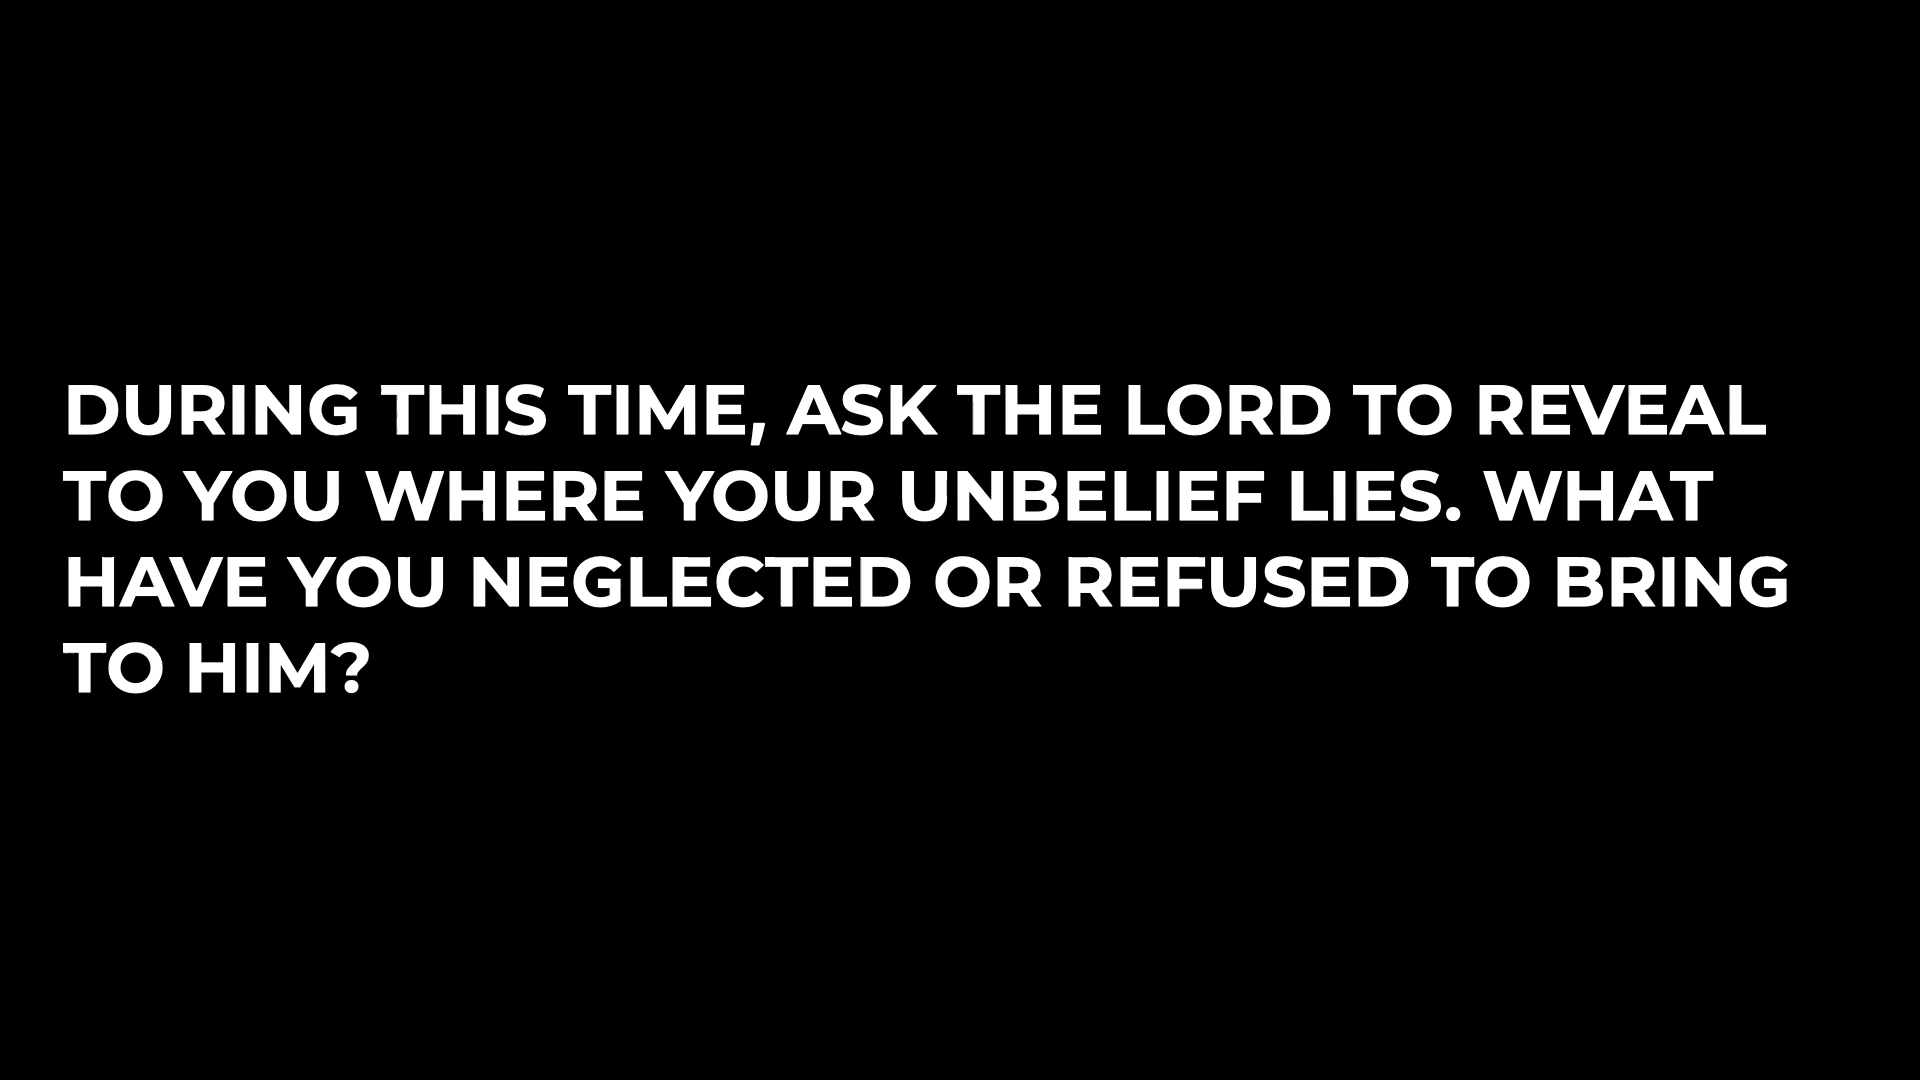 DURING THIS TIME, ASK THE LORD TO REVEAL
TO YOU WHERE YOUR UNBELIEF LIES. WHAT
HAVE YOU NEGLECTED OR REFUSED TO BRING
TO HIM?